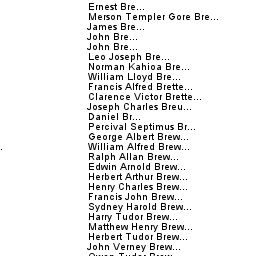 Ernest Bre...
Merson Templer Gore Bre...
James Bre...
John Bre...
John Bre...
Leo Joseph Bre...
Norman Kahioa Bre...
William Lloyd Bre...
Francis Alfred Brette...
Clarence Victor Brette...
Joseph Charles Breu...
Daniel Br...
Percival Septimus Br...
George Albert Brew...
William Alfred Brew...
Ralph Allan Brew...
Edwin Arnold Brew...
Herbert Arthur Brew...
Henry Charles Brew...
Francis John Brew...
Sydney Harold Brew...
Harry Tudor Brew...
Matthew Henry Brew...
Herbert Tudor Brew...
John Verney Brew...
Owen Tudor Brew